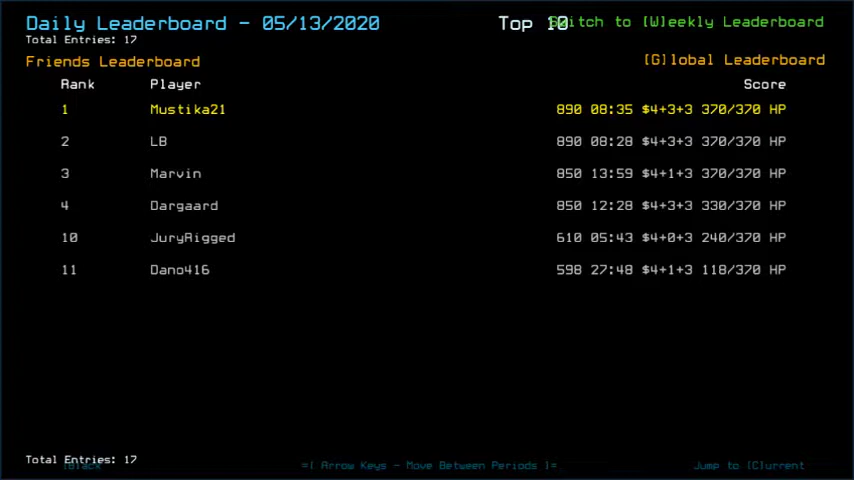 Daily Leaderboard - 05/13/2020 Top 10 Switch to [W]eekly Leaderboard
Total Entries: 17
Friends Leaderboard [G]lobal Leaderboard
Rank Player Score
1 Mustika21 890 08:35 $4+3+3 370/370 HP
2 LB 890 08:28 $4+3+3 370/370 HP
3 Marvin 850 13:59 $4+1+3 370/370 HP
4 Dargaard 850 12:28 $4+3+3 330/370 HP
10 JuryRigged 610 05:43 $4+0+3 240/370 HP
11 Dano416 598 27:48 $4+1+3 118/370 HP
Total Entries: 17
=[ Arrow Keys - Move Between Periods ]= Jump to [C]urrent